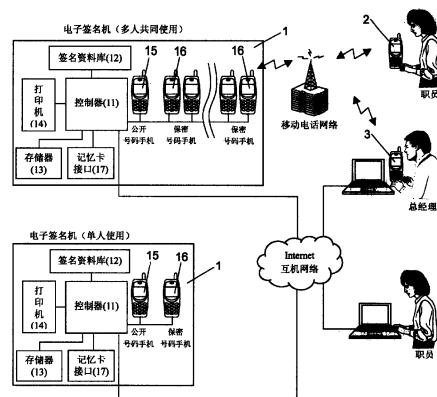 电子签名机（多人共同使用）
1
签名资料库(12)
15
16
16
打
印
机
(14)
控制器(11)
公开
号码手机
保密
号码手机
保密
号码手机
存储器
(13)
记忆卡
接口(17)
移动电话网络
2
职员
3
总经理
Internet
互机网络
电子签名机（单人使用）
签名资料库(12)
15
16
1
打
印
机
(14)
控制器(11)
公开
号码手机
保密
号码手机
存储器
(13)
记忆卡
接口(17)
职员